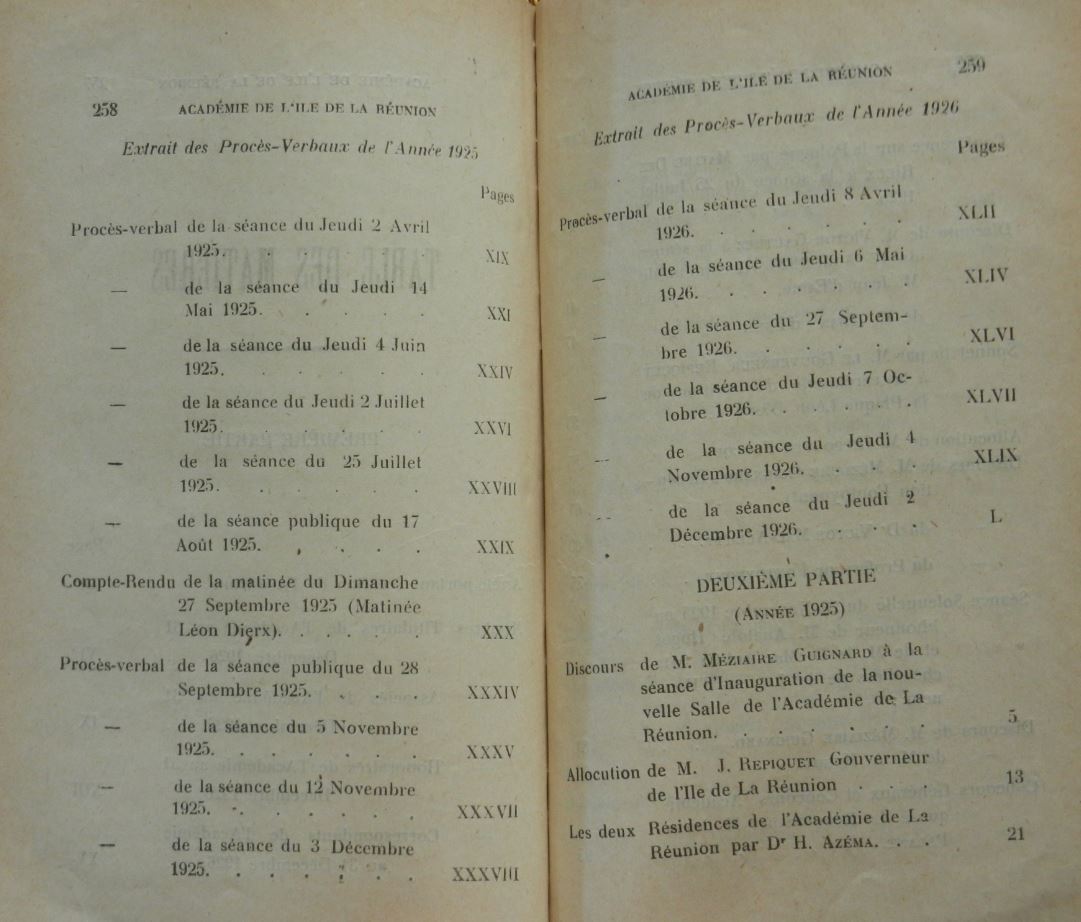 258 ACADÉMIE DE L'ILE DE LA RÉUNION
Extrait des Procès-Verbaux de l'Année 1925
Pages
Procès-verbal de la séance du Jeudi 2 Avril
1925. . . . . . XIX
— de la séance du Jeudi 14
Mai 1925. . . . . XXI
— de la séance du Jeudi 4 Juin
1925. . . . . . XXIV
— de la séance du Jeudi 2 Juillet
1925. . . . . . XXVI
— de la séance du 25 Juillet
1925. . . . . . XXVIII
— de la séance publique du 17
Août 1925. . . . . XXIX
Compte-Rendu de la matinée du Dimanche
27 Septembre 1925 (Matinée
Léon Dierx). . . . . . XXX
Procès-verbal de la séance publique du 28
Septembre 1925. . . . XXXIV
— de la séance du 5 Novembre
1925. . . . . . XXXV
— de la séance du 12 Novembre
1925. . . . . . XXXVII
— de la séance du 3 Décembre
1925. . . . . . XXXVIII
ACADÉMIE DE L'ILE DE LA RÉUNION 259
Extrait des Procès-Verbaux de l'Année 1926
Pages
Procès-verbal de la séance du Jeudi 8 Avril
1926. . . . . XLII
— de la séance du Jeudi 6 Mai
1926. . . . . . . XLIV
— de la séance du 27 Septem-
bre 1926. . . . . . XLVI
— de la séance du Jeudi 7 Oc-
tobre 1926. . . . . . XLVII
— de la séance du Jeudi 4
Novembre 1926. . . . XLIX
— de la séance du Jeudi 2
Décembre 1926. . . . L
DEUXIÈME PARTIE
(ANNÉE 1925)
Discours de M. MÉZIAIRE GUIGNARD à la
séance d'Inauguration de la nou-
velle Salle de l'Académie de La
Réunion. . . . . . 5
Allocution de M. J. REPIQUET Gouverneur
de l'Ile de La Réunion . . . 13
Les deux Résidences de l'Académie de La
Réunion par Dr H. AZÉMA. . . 21